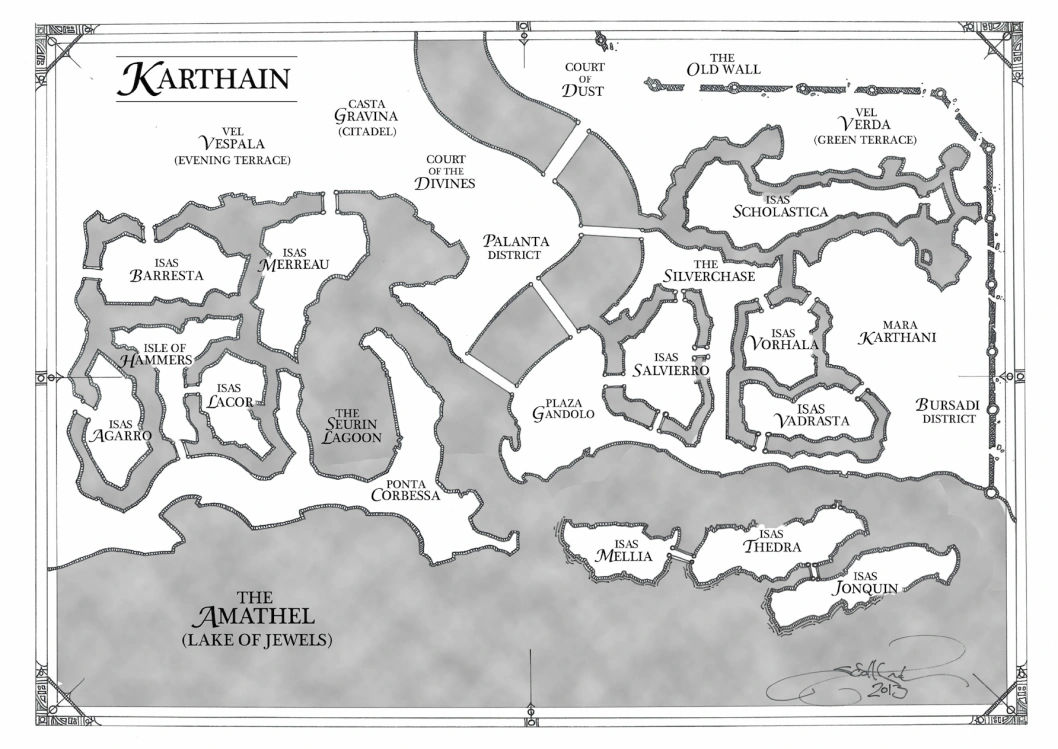 KARTHAIN
COURT
OF
DUST
THE
OLD WALL
CASTA
GRAVINA
(CITADEL)
VEL
VESPALA
(EVENING TERRACE)
VEL
VERDA
(GREEN TERRACE)
COURT
OF THE
DIVINES
ISAS
SCHOLASTICA
ISAS
BARRESTA
ISAS
MERREAU
PALANTA
DISTRICT
THE
SILVERCHASE
ISLE OF
HAMMERS
ISAS
VORHALA
MARA
KARTHANI
ISAS
SALVIERRO
ISAS
LACOR
ISAS
AGARRO
THE
SEURIN
LAGOON
PLAZA
GANDOLO
ISAS
VADRASTA
BURSADI
DISTRICT
PONTA
CORBESSA
ISAS
MELLIA
ISAS
THEDRA
ISAS
JONQUIN
THE
AMATHEL
(LAKE OF JEWELS)
2013